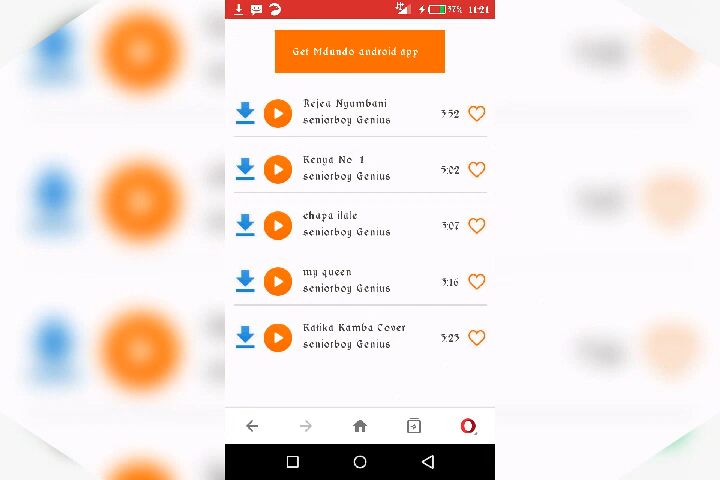 37% 11:21
Get Mdundo android app
Rejea Nyumbani
seniorboy Genius
3:52
Kenya No 1
seniorboy Genius
5:02
chapa ilale
seniorboy Genius
3:07
my queen
seniorboy Genius
3:16
Katika Kamba Cover
seniorboy Genius
3:23